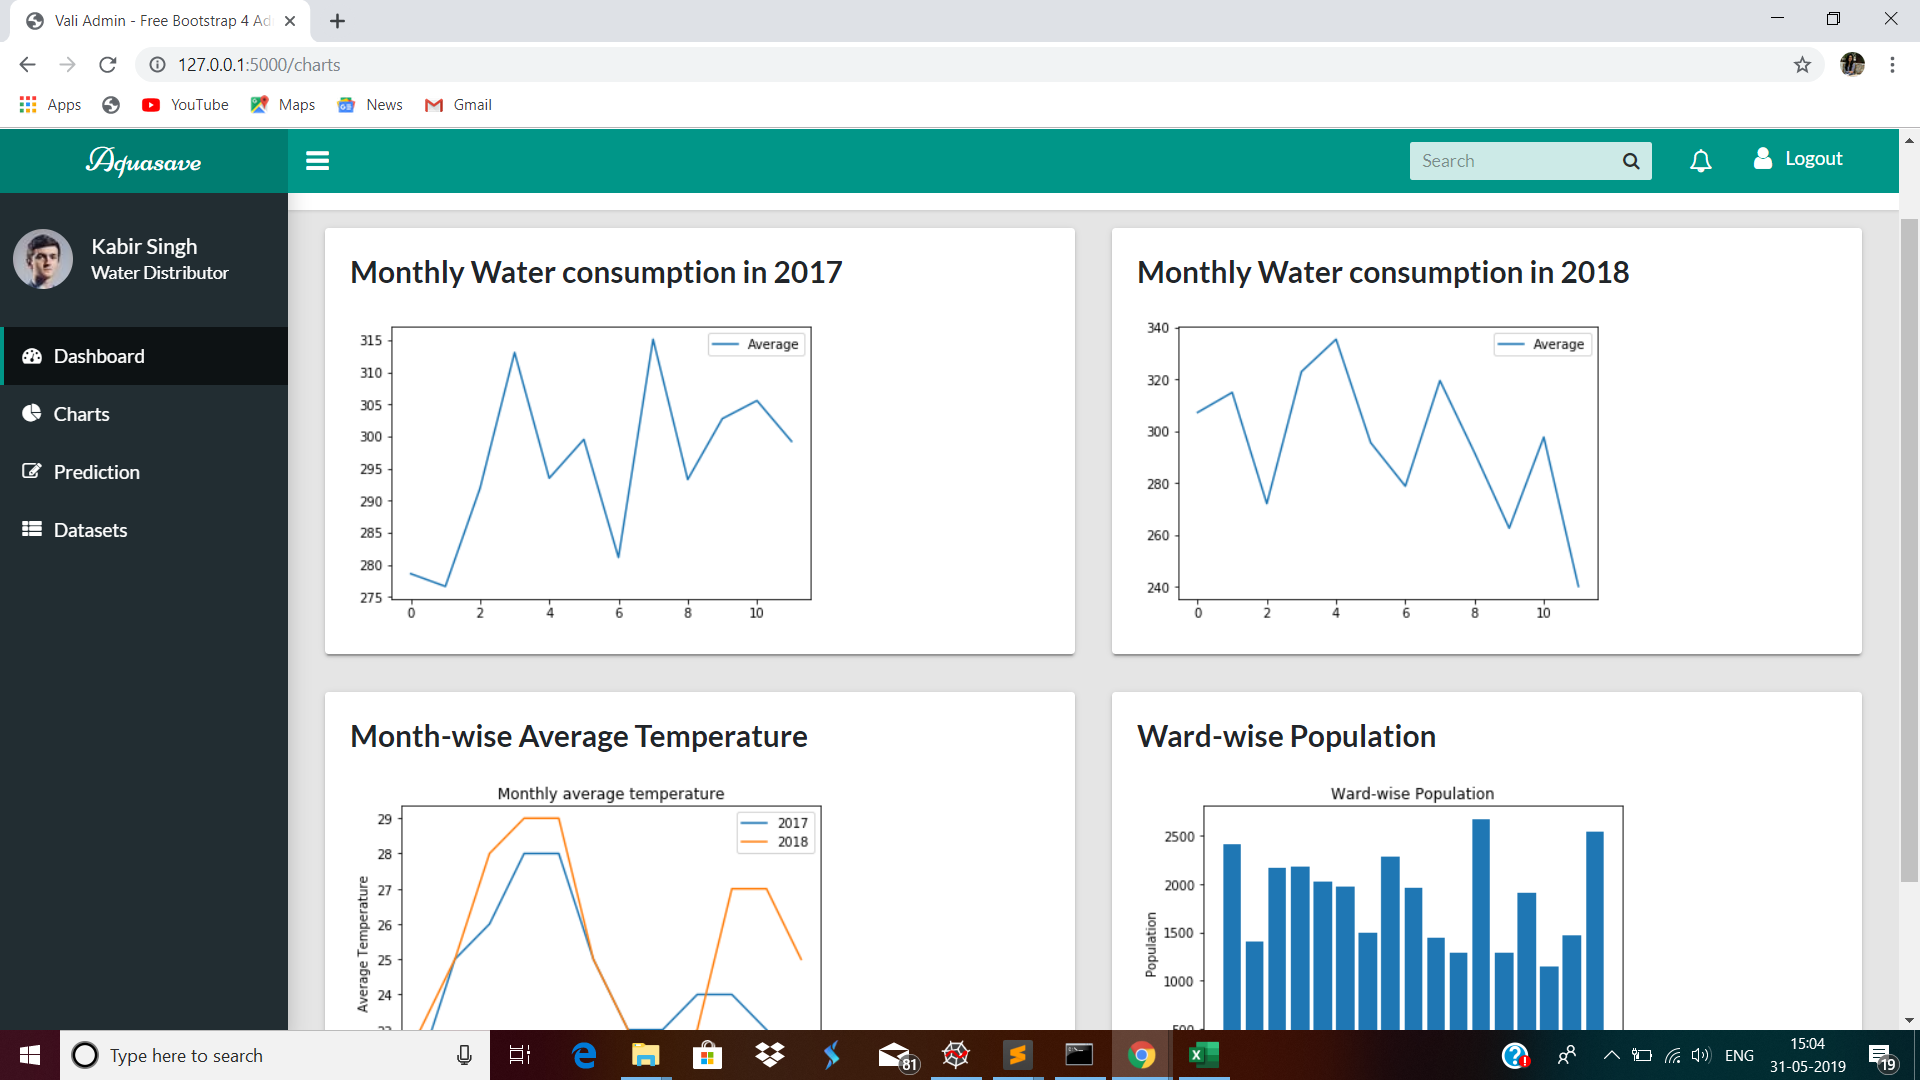 Vali Admin - Free Bootstrap 4 Ad
127.0.0.1:5000/charts
Apps YouTube Maps News Gmail
Aquasave
Search
Logout
Kabir Singh
Water Distributor
Dashboard
Charts
Prediction
Datasets
Monthly Water consumption in 2017
Average
315
310
305
300
295
290
285
280
275
0 2 4 6 8 10
Monthly Water consumption in 2018
Average
340
320
300
280
260
240
0 2 4 6 8 10
Month-wise Average Temperature
Monthly average temperature
2017
2018
29
28
27
26
25
24
Average Temperature
Ward-wise Population
Ward-wise Population
2500
2000
1500
1000
500
Population
Type here to search
81
ENG
15:04
31-05-2019
19